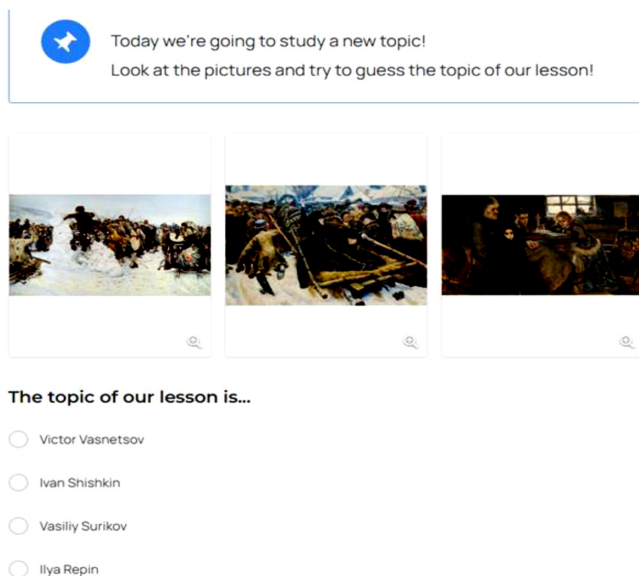 Today we're going to study a new topic!
Look at the pictures and try to guess the topic of our lesson!
The topic of our lesson is...
Victor Vasnetsov
Ivan Shishkin
Vasiliy Surikov
Ilya Repin